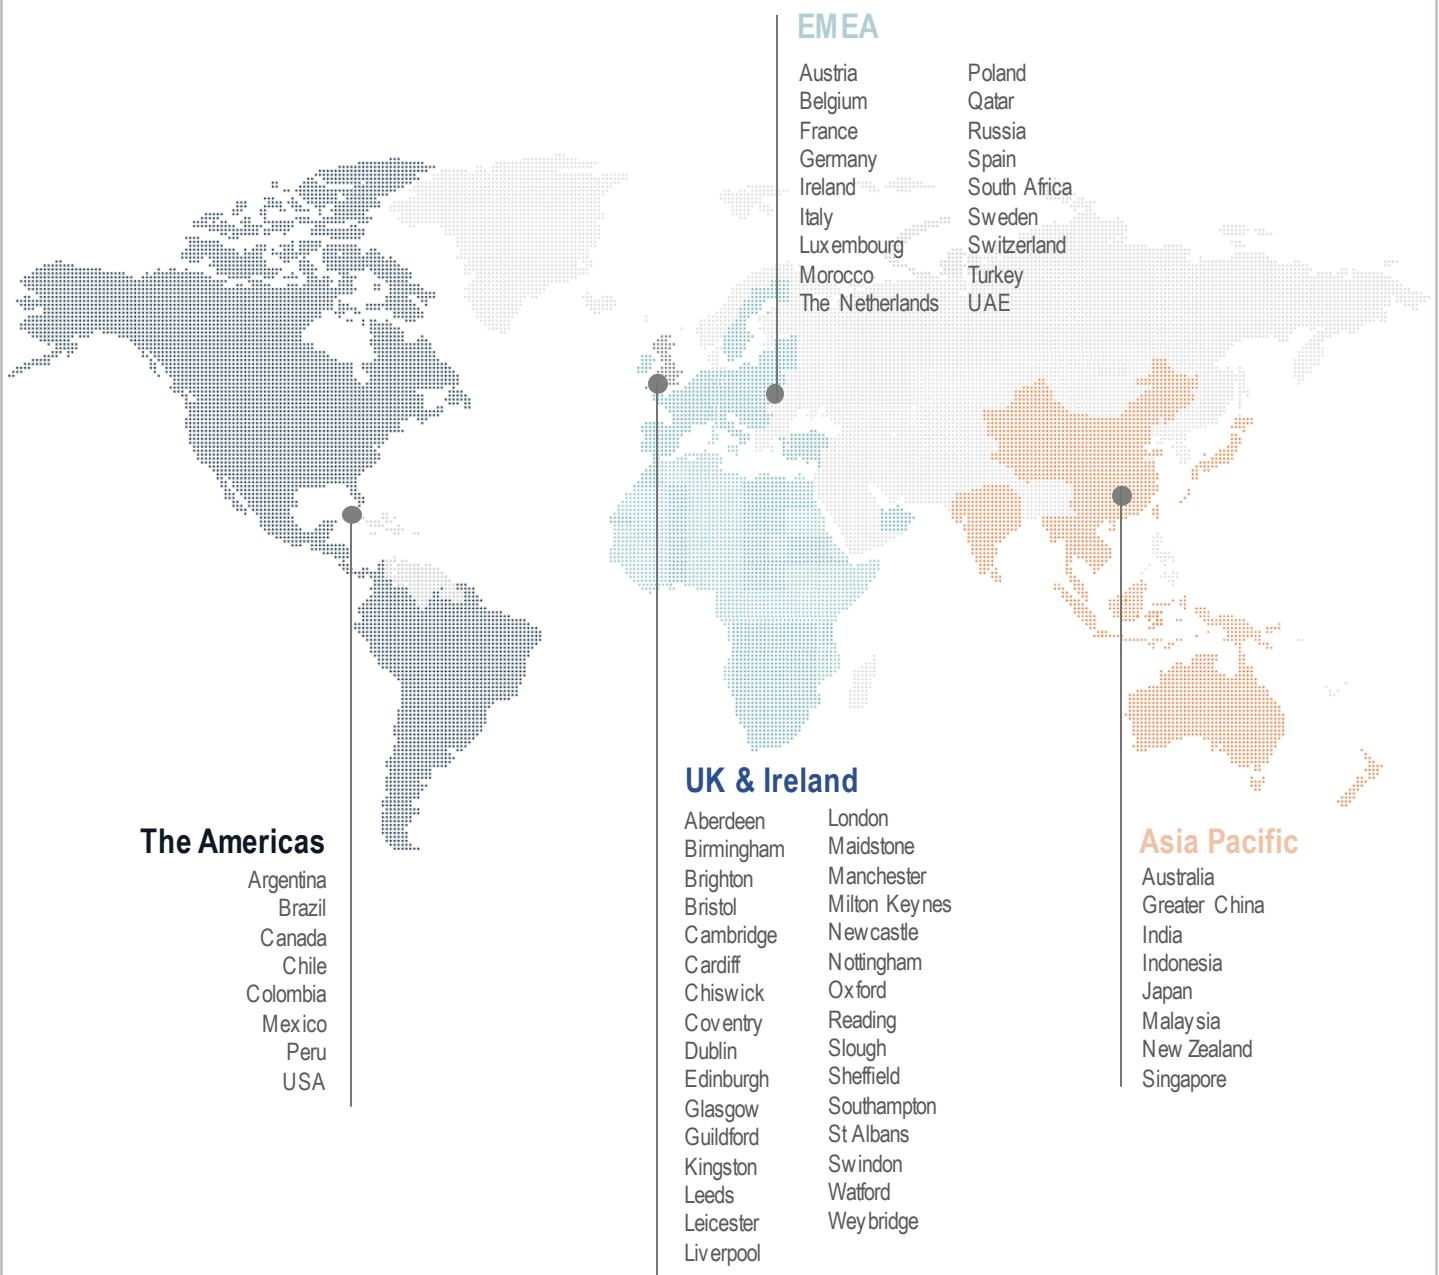 EMEA
Austria
Belgium
France
Germany
Ireland
Italy
Luxembourg
Morocco
The Netherlands
Poland
Qatar
Russia
Spain
South Africa
Sweden
Switzerland
Turkey
UAE
The Americas
Argentina
Brazil
Canada
Chile
Colombia
Mexico
Peru
USA
UK & Ireland
Aberdeen
Birmingham
Brighton
Bristol
Cambridge
Cardiff
Chiswick
Coventry
Dublin
Edinburgh
Glasgow
Guildford
Kingston
Leeds
Leicester
Liverpool
London
Maidstone
Manchester
Milton Keynes
Newcastle
Nottingham
Oxford
Reading
Slough
Sheffield
Southampton
St Albans
Swindon
Watford
Weybridge
Asia Pacific
Australia
Greater China
India
Indonesia
Japan
Malaysia
New Zealand
Singapore